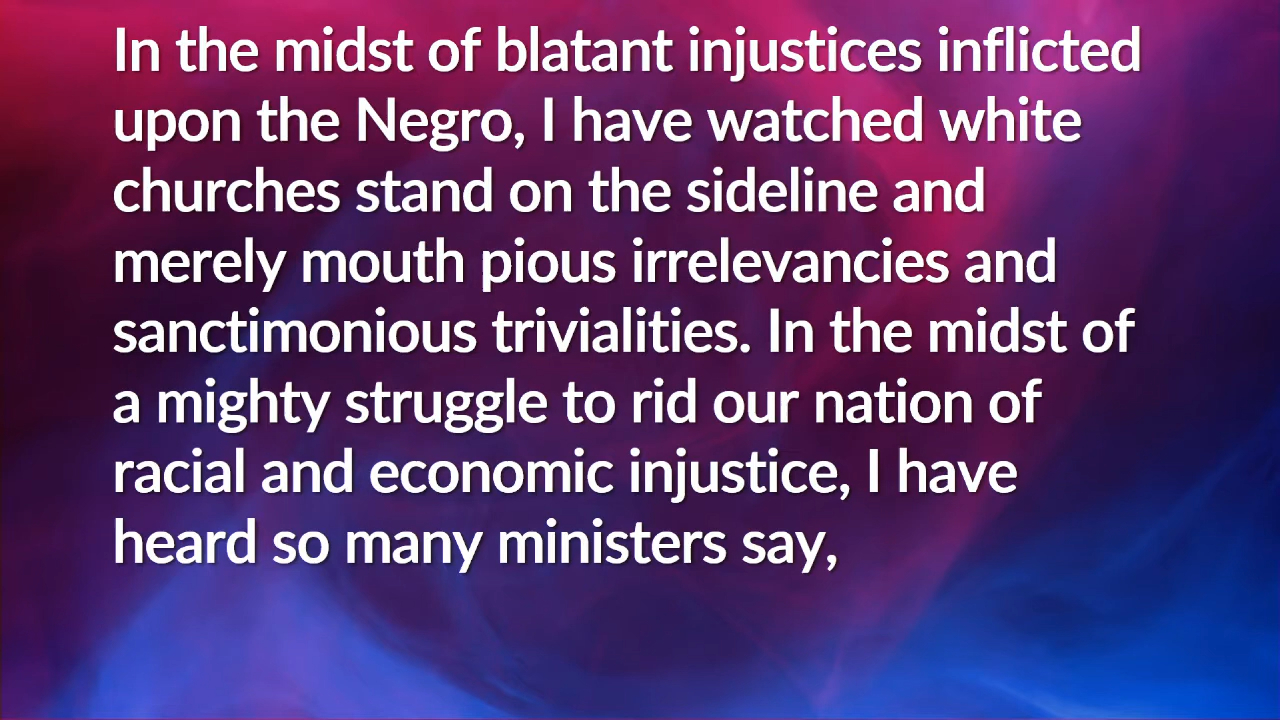 In the midst of blatant injustices inflicted
upon the Negro, I have watched white
churches stand on the sideline and
merely mouth pious irrelevancies and
sanctimonious trivialities. In the midst of
a mighty struggle to rid our nation of
racial and economic injustice, I have
heard so many ministers say,